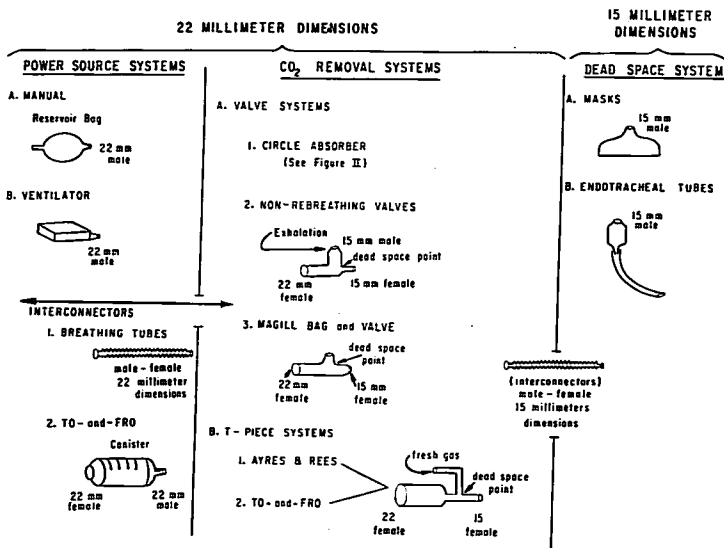 22 MILLIMETER DIMENSIONS
15 MILLIMETER
DIMENSIONS
POWER SOURCE SYSTEMS
A. MANUAL
Reservoir Bag
22 mm
male
B. VENTILATOR
22 mm
male
INTERCONNECTORS
1. BREATHING TUBES
male - female
22 millimeter
dimensions
2. TO-and-FRO
Canister
22 mm
female
22 mm
male
CO₂ REMOVAL SYSTEMS
A. VALVE SYSTEMS
1. CIRCLE ABSORBER
(See Figure II)
2. NON-REBREATHING VALVES
Exhalation
15 mm male
dead space point
22 mm
female
15 mm female
3. MAGILL BAG and VALVE
dead space
point
22 mm
female
15 mm
female
B. T-PIECE SYSTEMS
1. AYRES & REES
2. TO-and-FRO
fresh gas
dead space
point
22
female
15
female
DEAD SPACE SYSTEM
A. MASKS
15 mm
male
B. ENDOTRACHEAL TUBES
15 mm
male
(interconnectors)
male - female
15 millimeters
dimensions